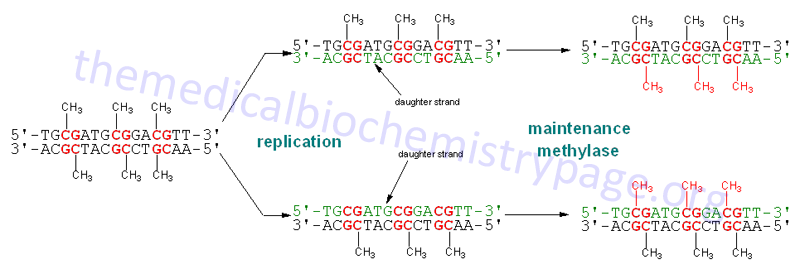 CH₃ CH₃ CH₃
5'-TGCGATGCGGACGTT-3'
3'-ACGCTACGCCTGCAA-5'
daughter strand
CH₃ CH₃ CH₃
5'-TGCGATGCGGACGTT-3'
3'-ACGCTACGCCTGCAA-5'
CH₃ CH₃ CH₃
themedicalbiochemistrypage.org
CH₃ CH₃ CH₃
5'-TGCGATGCGGACGTT-3'
3'-ACGCTACGCCTGCAA-5'
CH₃ CH₃ CH₃
replication
maintenance
methylase
daughter strand
5'-TGCGATGCGGACGTT-3'
3'-ACGCTACGCCTGCAA-5'
CH₃ CH₃ CH₃
CH₃ CH₃ CH₃
5'-TGCGATGCGGACGTT-3'
3'-ACGCTACGCCTGCAA-5'
CH₃ CH₃ CH₃